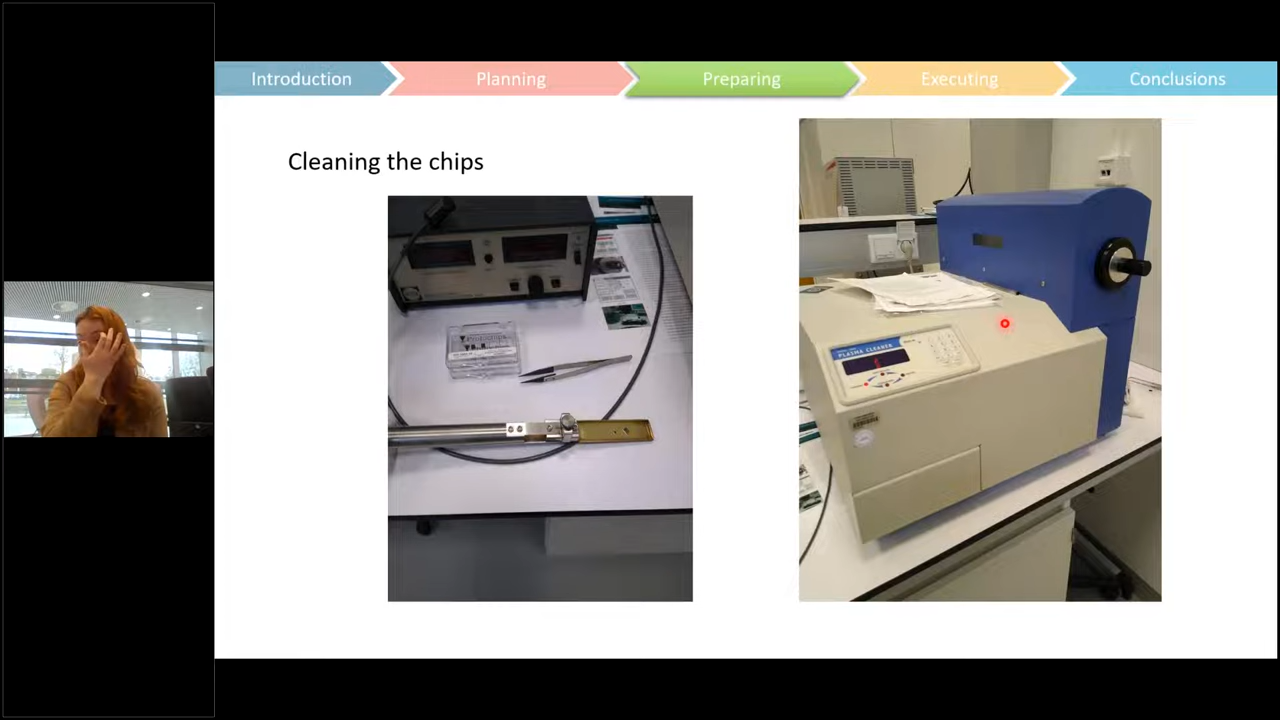 Introduction
Planning
Preparing
Executing
Conclusions
Cleaning the chips
PLASMA CLEANER